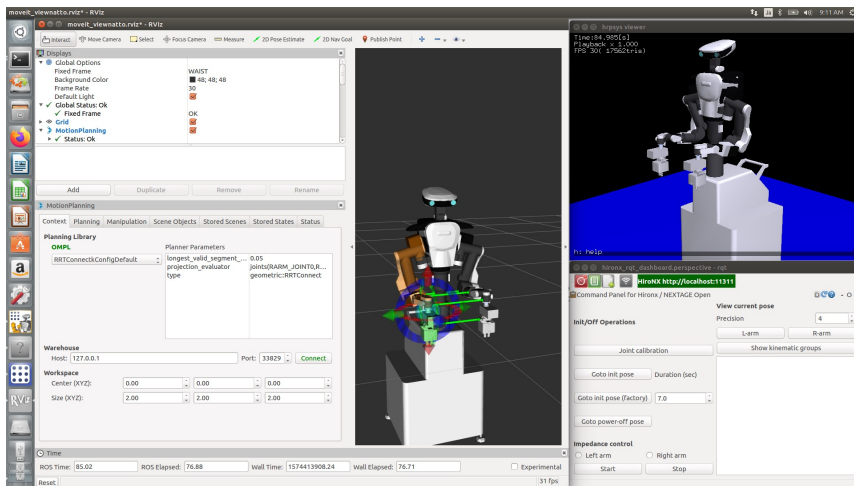 moveit_viewnatto.rviz* - RViz
9:11 AM
moveit_viewnatto.rviz* - RViz
Interact Move Camera Select Focus Camera Measure 2D Pose Estimate 2D Nav Goal Publish Point
Displays
Global Options
Fixed Frame WAIST
Background Color 48; 48; 48
Frame Rate 30
Default Light
Global Status: Ok
Fixed Frame OK
Grid
MotionPlanning
Status: Ok
Add Duplicate Remove Rename
MotionPlanning
Context Planning Manipulation Scene Objects Stored Scenes Stored States Status
Planning Library
OMPL Planner Parameters
RRTConnectkConfigDefault
longest_valid_segment_... 0.05
projection_evaluator joints(RARM_JOINT0,R...
type geometric::RRTConnect
Warehouse
Host: 127.0.0.1 Port: 33829 Connect
Workspace
Center (XYZ): 0.00 0.00 0.00
Size (XYZ): 2.00 2.00 2.00
Time
ROS Time: 85.02 ROS Elapsed: 76.88 Wall Time: 1574413908.24 Wall Elapsed: 76.71 Experimental
Reset 31 fps
hrpsys viewer
Time:84.985[s]
Playback x 1.000
FPS 30( 17562tris)
h: help
hironx_rqt_dashboard.perspective - rqt
HiroNX http://localhost:11311
Command Panel for Hironx / NEXTAGE Open
View current pose
Init/Off Operations
Precision 4
L-arm R-arm
Joint calibration
Show kinematic groups
Goto init pose Duration (sec)
Goto init pose (factory) 7.0
Goto power-off pose
Impedance control
Left arm Right arm
Start Stop